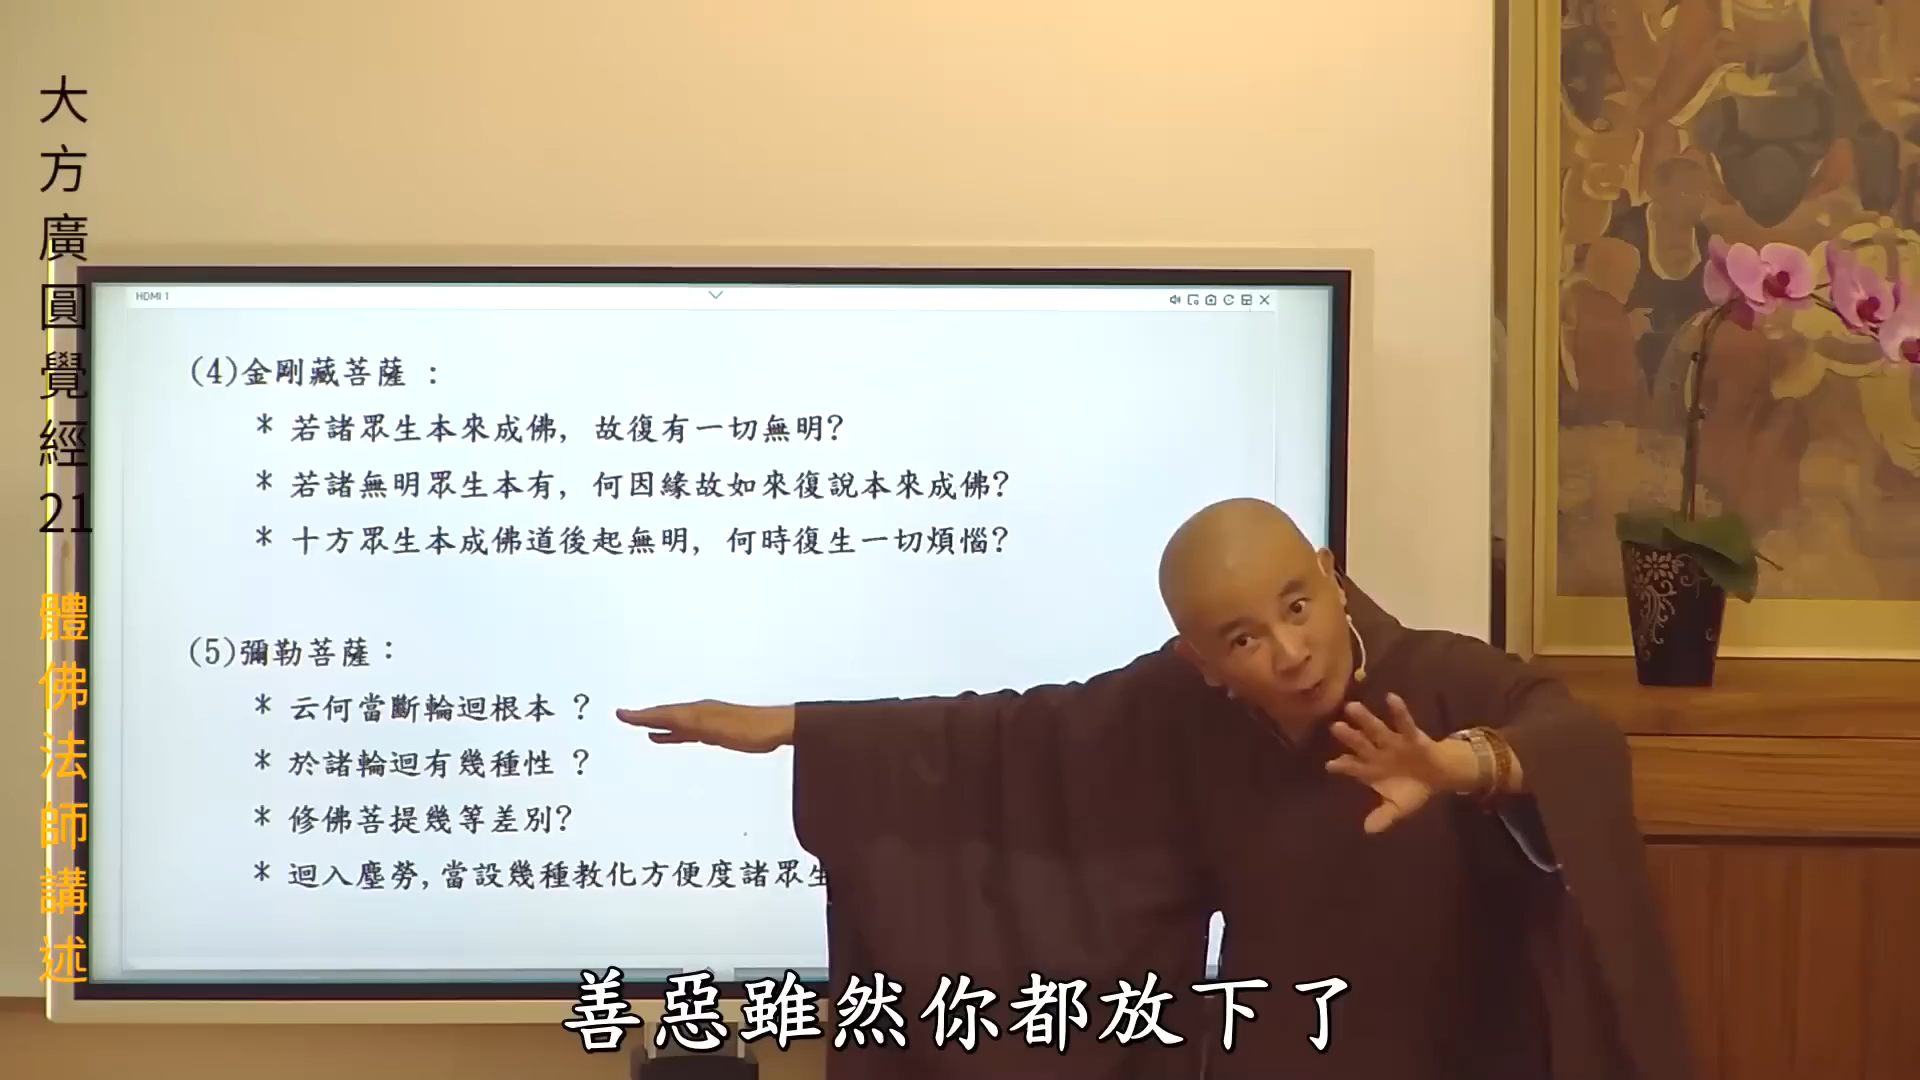 大方廣圓覺經21 體佛法師講述
HDMI 1
(4)金剛藏菩薩 :
* 若諸眾生本來成佛, 故復有一切無明?
* 若諸無明眾生本有, 何因緣故如來復說本來成佛?
* 十方眾生本成佛道後起無明, 何時復生一切煩惱?
(5)彌勒菩薩：
* 云何當斷輪迴根本 ?
* 於諸輪迴有幾種性 ?
* 修佛菩提幾等差別?
* 迴入塵勞,當設幾種教化方便度諸眾生
善惡雖然你都放下了